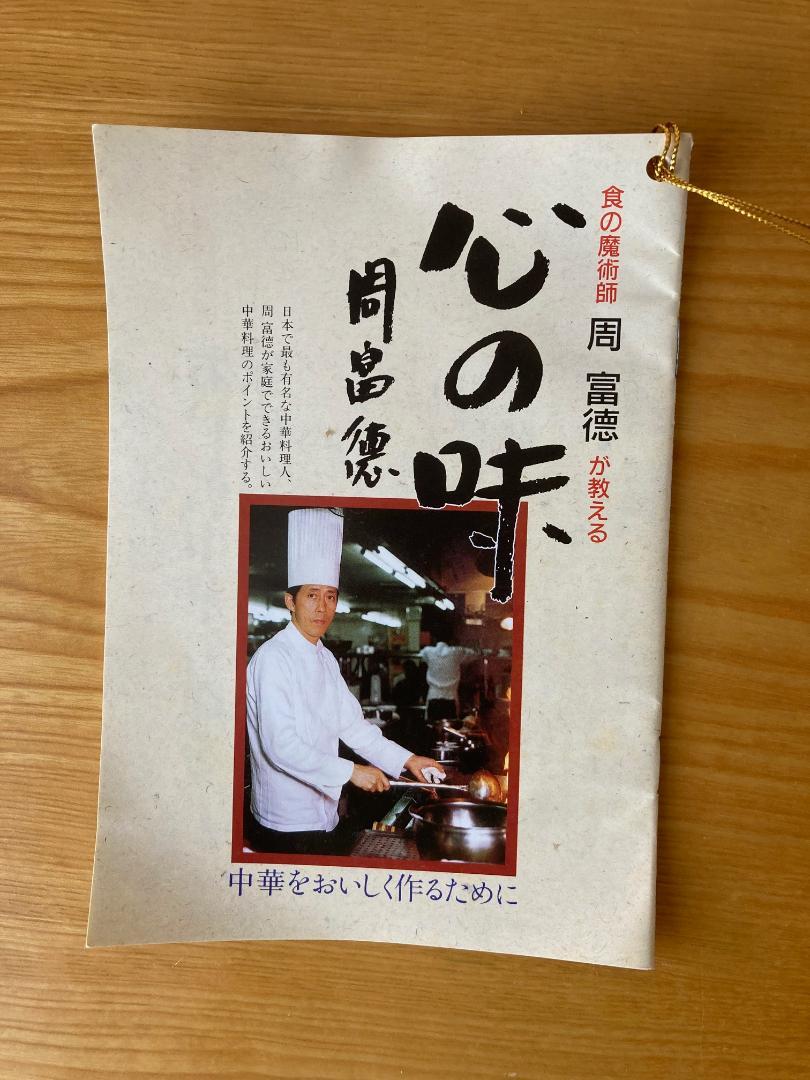 食の魔術師 周 富德 が教える
心の味
周富德
日本で最も有名な中華料理人、
周 富德が家庭でできるおいしい
中華料理のポイントを紹介する。
中華をおいしく作るために